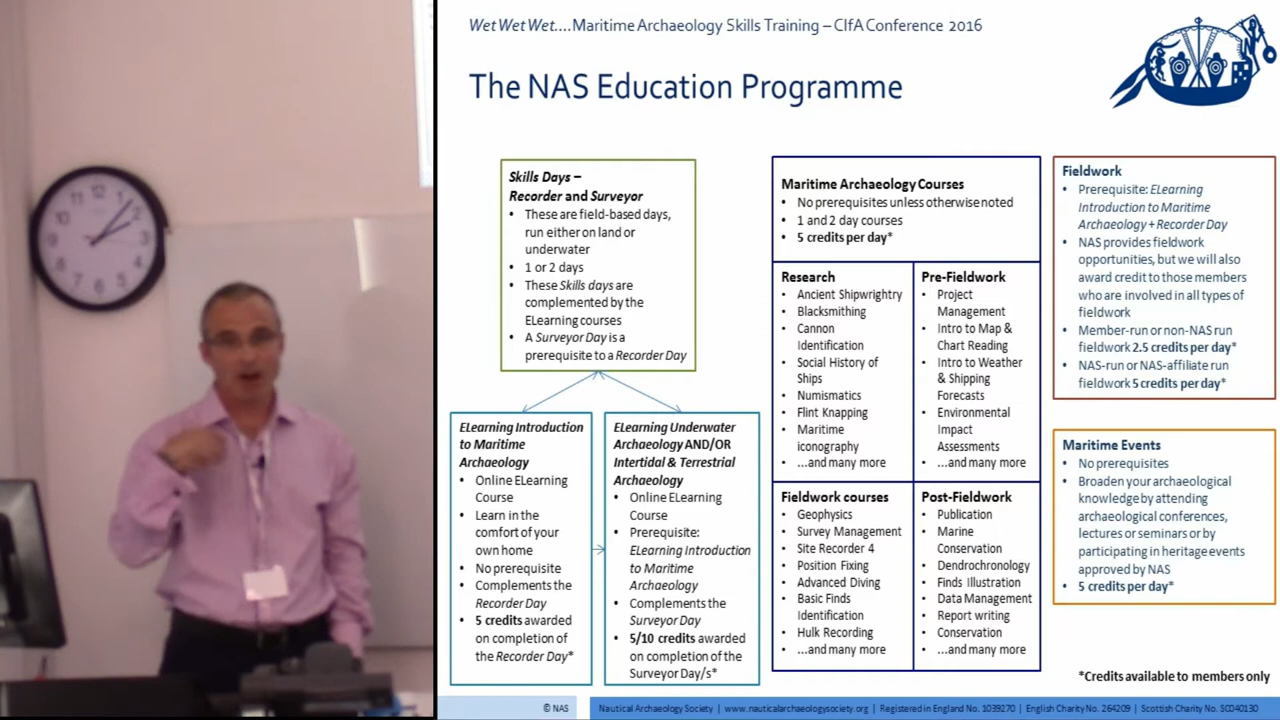 Wet Wet Wet....Maritime Archaeology Skills Training – CIfA Conference 2016
The NAS Education Programme
Skills Days –
Recorder and Surveyor
• These are field-based days,
run either on land or
underwater
• 1 or 2 days
• These Skills days are
complemented by the
ELearning courses
• A Surveyor Day is a
prerequisite to a Recorder Day
ELearning Introduction
to Maritime
Archaeology
• Online ELearning
Course
• Learn in the
comfort of your
own home
• No prerequisite
• Complements the
Recorder Day
• 5 credits awarded
on completion of
the Recorder Day*
ELearning Underwater
Archaeology AND/OR
Intertidal & Terrestrial
Archaeology
• Online ELearning
Course
• Prerequisite:
ELearning Introduction
to Maritime
Archaeology
• Complements the
Surveyor Day
• 5/10 credits awarded
on completion of the
Surveyor Day/s*
Maritime Archaeology Courses
• No prerequisites unless otherwise noted
• 1 and 2 day courses
• 5 credits per day*
Research
• Ancient Shipwrightry
• Blacksmithing
• Cannon
Identification
• Social History of
Ships
• Numismatics
• Flint Knapping
• Maritime
iconography
• ...and many more
Pre-Fieldwork
• Project
Management
• Intro to Map &
Chart Reading
• Intro to Weather
& Shipping
Forecasts
• Environmental
Impact
Assessments
• ...and many more
Fieldwork courses
• Geophysics
• Survey Management
• Site Recorder 4
• Position Fixing
• Advanced Diving
• Basic Finds
Identification
• Hulk Recording
• ...and many more
Post-Fieldwork
• Publication
• Marine
Conservation
• Dendrochronology
• Finds Illustration
• Data Management
• Report writing
• Conservation
• ...and many more
Fieldwork
• Prerequisite: ELearning
Introduction to Maritime
Archaeology + Recorder Day
• NAS provides fieldwork
opportunities, but we will also
award credit to those members
who are involved in all types of
fieldwork
• Member-run or non-NAS run
fieldwork 2.5 credits per day*
• NAS-run or NAS-affiliate run
fieldwork 5 credits per day*
Maritime Events
• No prerequisites
• Broaden your archaeological
knowledge by attending
archaeological conferences,
lectures or seminars or by
participating in heritage events
approved by NAS
• 5 credits per day*
*Credits available to members only
© NAS
Nautical Archaeology Society | www.nauticalarchaeologysociety.org | Registered in England No. 1039270 | English Charity No. 264209 | Scottish Charity No. SC040130
12
1
2
3
4
5
6
7
8
9
10
11